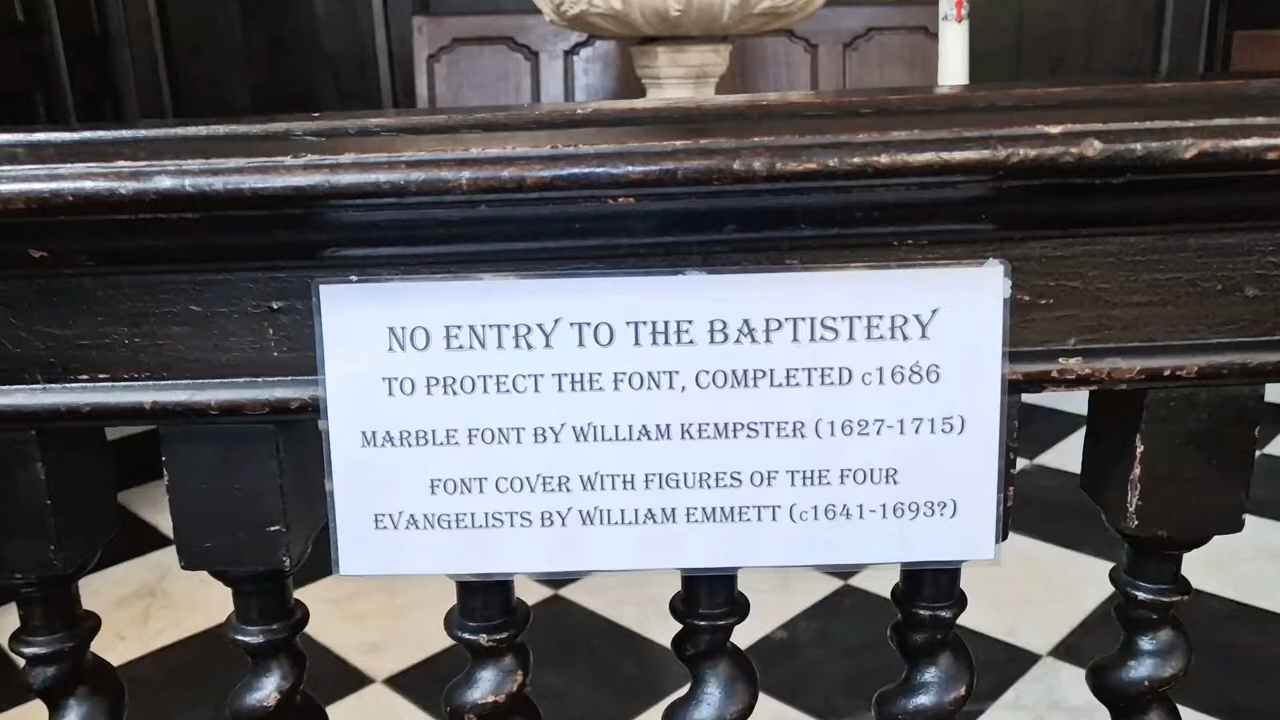 NO ENTRY TO THE BAPTISTERY
TO PROTECT THE FONT, COMPLETED c1686
MARBLE FONT BY WILLIAM KEMPSTER (1627-1715)
FONT COVER WITH FIGURES OF THE FOUR
EVANGELISTS BY WILLIAM EMMETT (c1641-1693?)